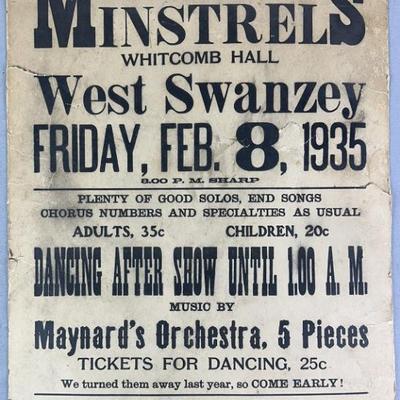 MINSTRELS
WHITCOMB HALL
West Swanzey
FRIDAY, FEB. 8, 1935
8.00 P. M. SHARP
PLENTY OF GOOD SOLOS, END SONGS
CHORUS NUMBERS AND SPECIALTIES AS USUAL
ADULTS, 35c CHILDREN, 20c
DANCING AFTER SHOW UNTIL 1.00 A. M.
MUSIC BY
Maynard's Orchestra, 5 Pieces
TICKETS FOR DANCING, 25c
We turned them away last year, so COME EARLY!